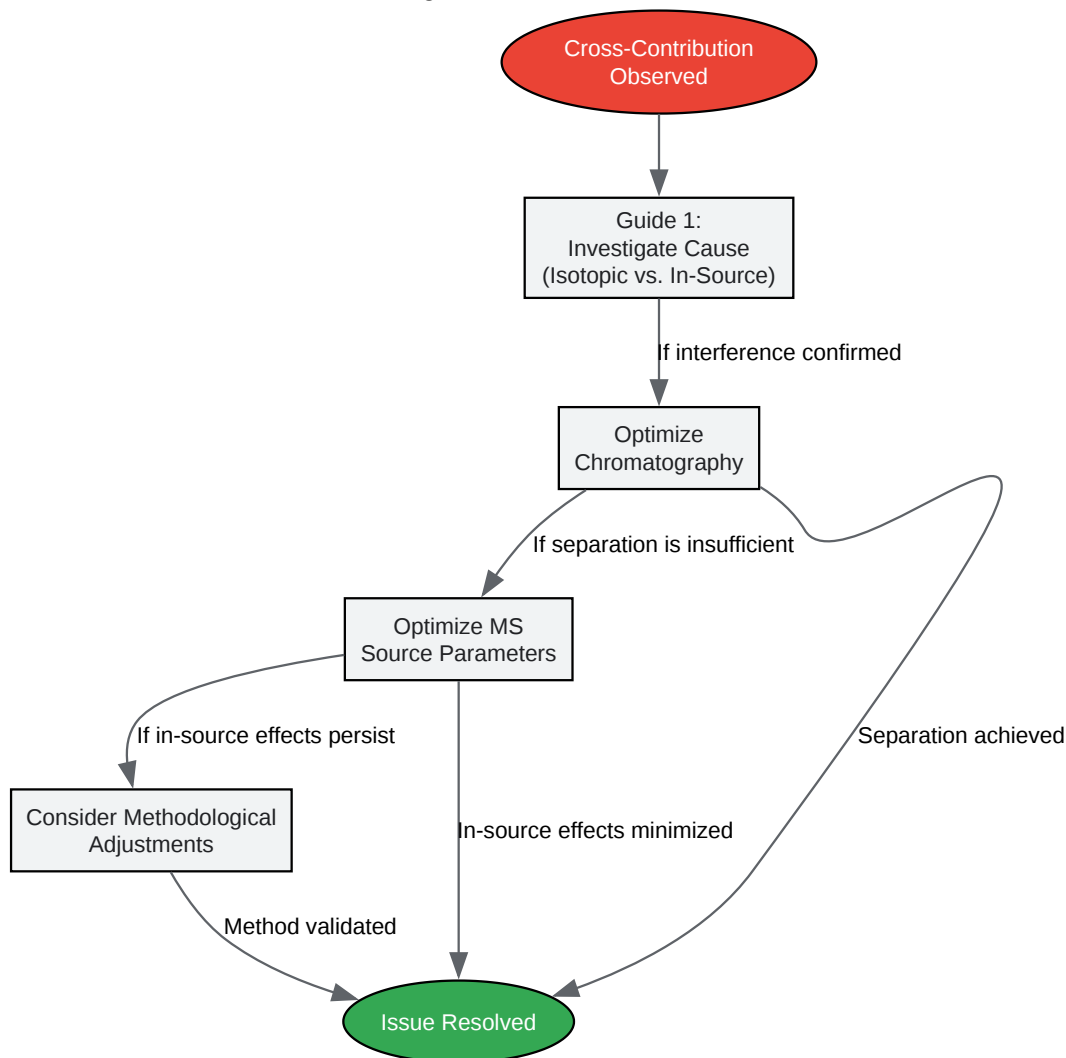 Cross-Contribution
Observed
Guide 1:
Investigate Cause
(Isotopic vs. In-Source)
If interference confirmed
Optimize
Chromatography
If separation is insufficient
Optimize MS
Source Parameters
If in-source effects persist
Separation achieved
Consider Methodological
Adjustments
In-source effects minimized
Method validated
Issue Resolved